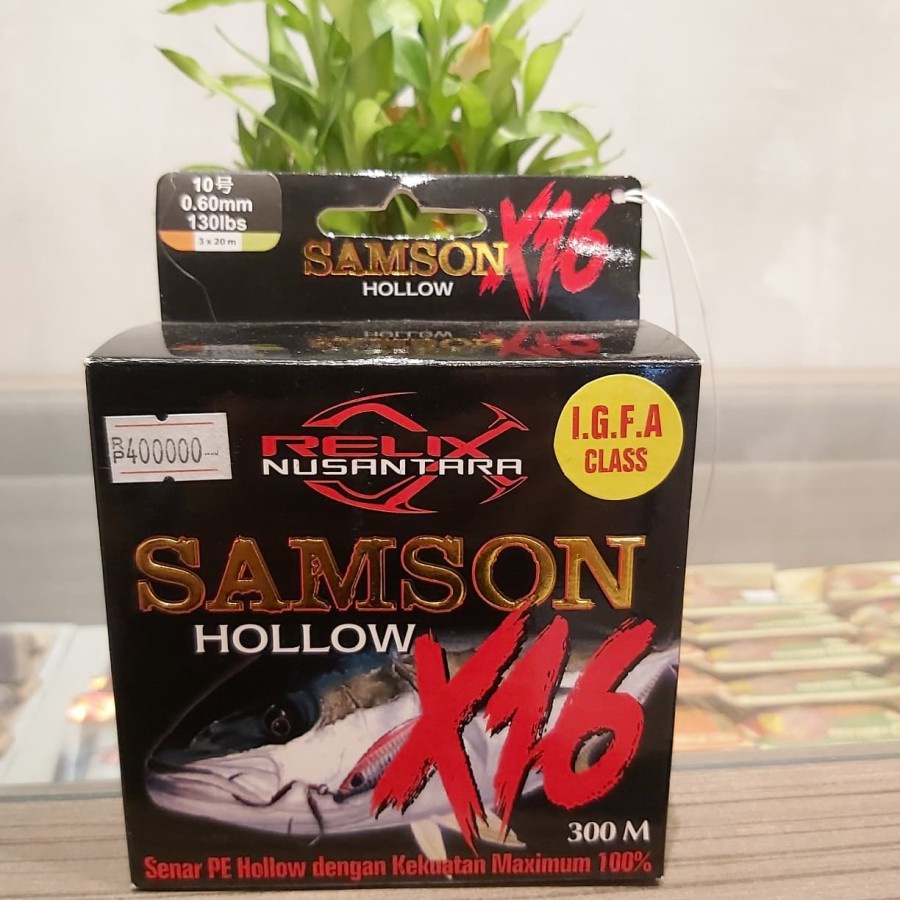 10号
0.60mm
130lbs
3 x 20 m
SAMSON X16
HOLLOW
RP400000
RELIX
NUSANTARA
I.G.F.A
CLASS
SAMSON
HOLLOW
X16
300 M
Senar PE Hollow dengan Kekuatan Maximum 100%